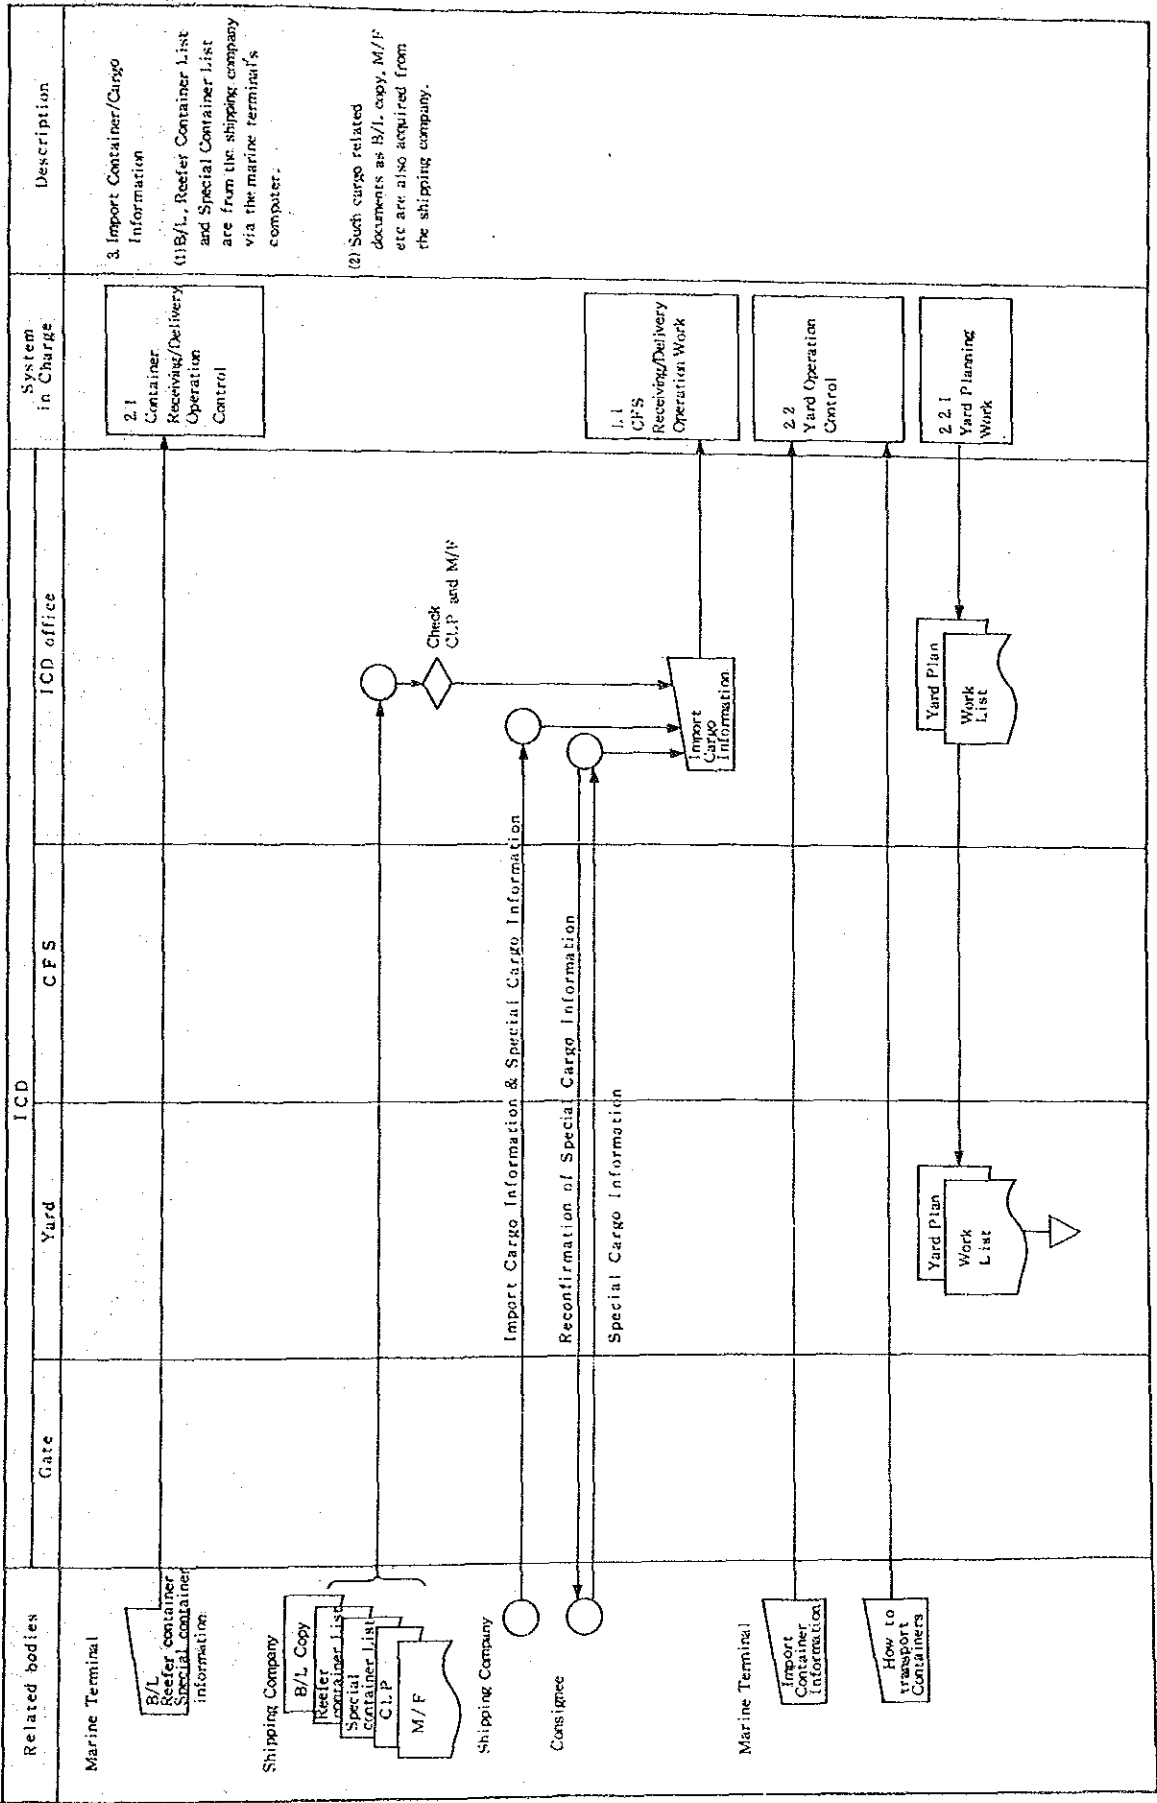 Related bodies
ICD
Gate
Yard
CFS
ICD office
System
in Charge
Description
Marine Terminal
B/L
Reefer container
Special container
information
2.1
Container
Receiving/Delivery
Operation
Control
3. Import Container/Cargo
Information
(1) B/L, Reefer Container List
and Special Container List
are from the shipping company
via the marine terminal's
computer.
Shipping Company
B/L Copy
Reefer
container List
Special
container List
CLP
M/F
Check
CLP and M/F
(2) Such cargo related
documents as B/L copy, M/F
etc are also acquired from
the shipping company.
Shipping Company
Import Cargo Information & Special Cargo Information
Consignee
Reconfirmation of Special Cargo Information
Special Cargo Information
Import
Cargo
Information
1.1
CFS
Receiving/Delivery
Operation Work
Marine Terminal
Import
Container
Information
2.2
Yard Operation
Control
How to
transport
Containers
Yard Plan
Work
List
Yard Plan
Work
List
2.2.1
Yard Planning
Work